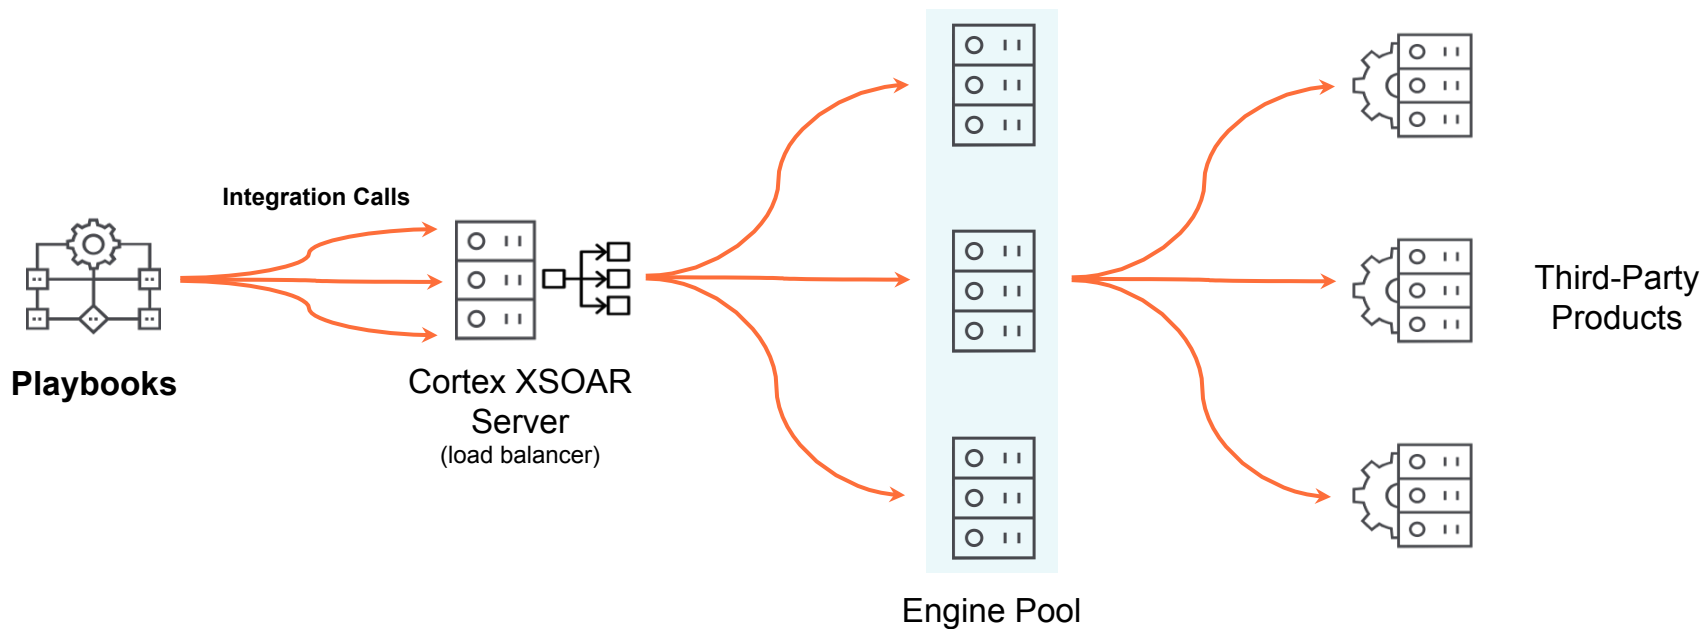 Integration Calls
Playbooks
Cortex XSOAR
Server
(load balancer)
Engine Pool
Third-Party
Products